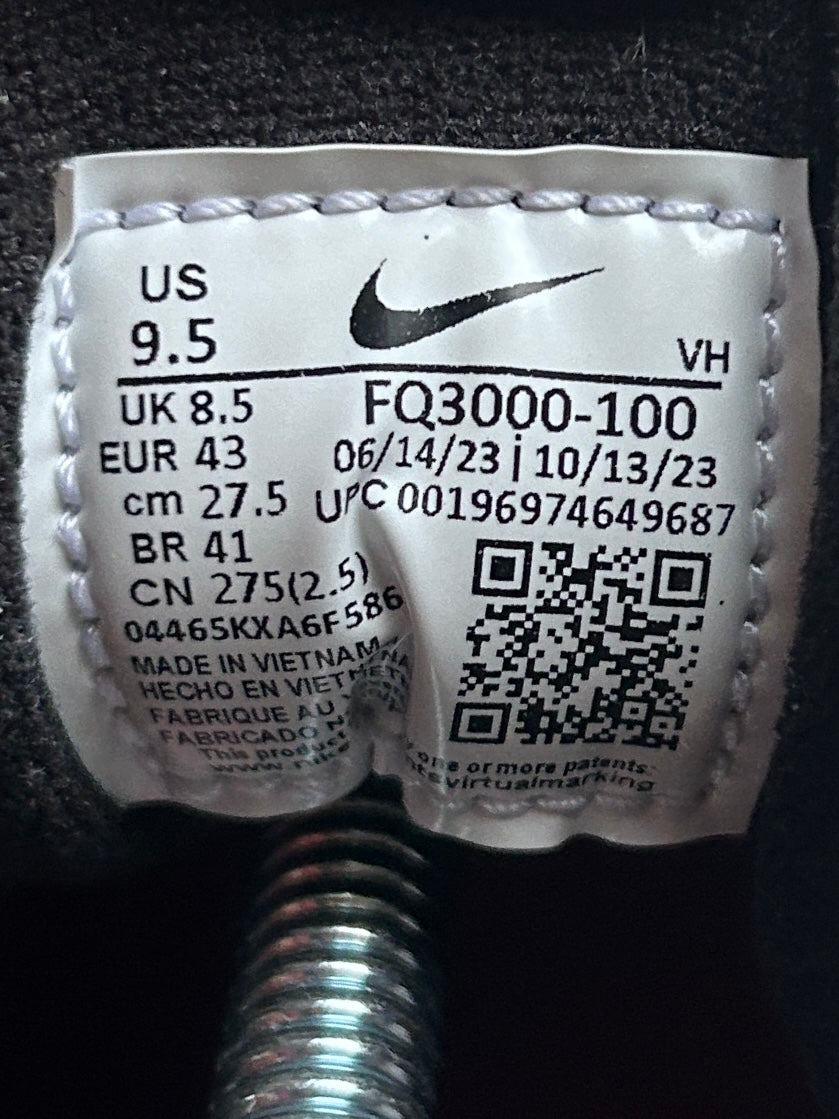 US
9.5
VH
UK 8.5
FQ3000-100
EUR 43
06/14/23 | 10/13/23
cm 27.5
UPC 00196974649687
BR 41
CN 275(2.5)
04465KXA6F586
MADE IN VIETNAM
HECHO EN
FABRIQUE AU
FABRICADO
This
www.
one or more patents: